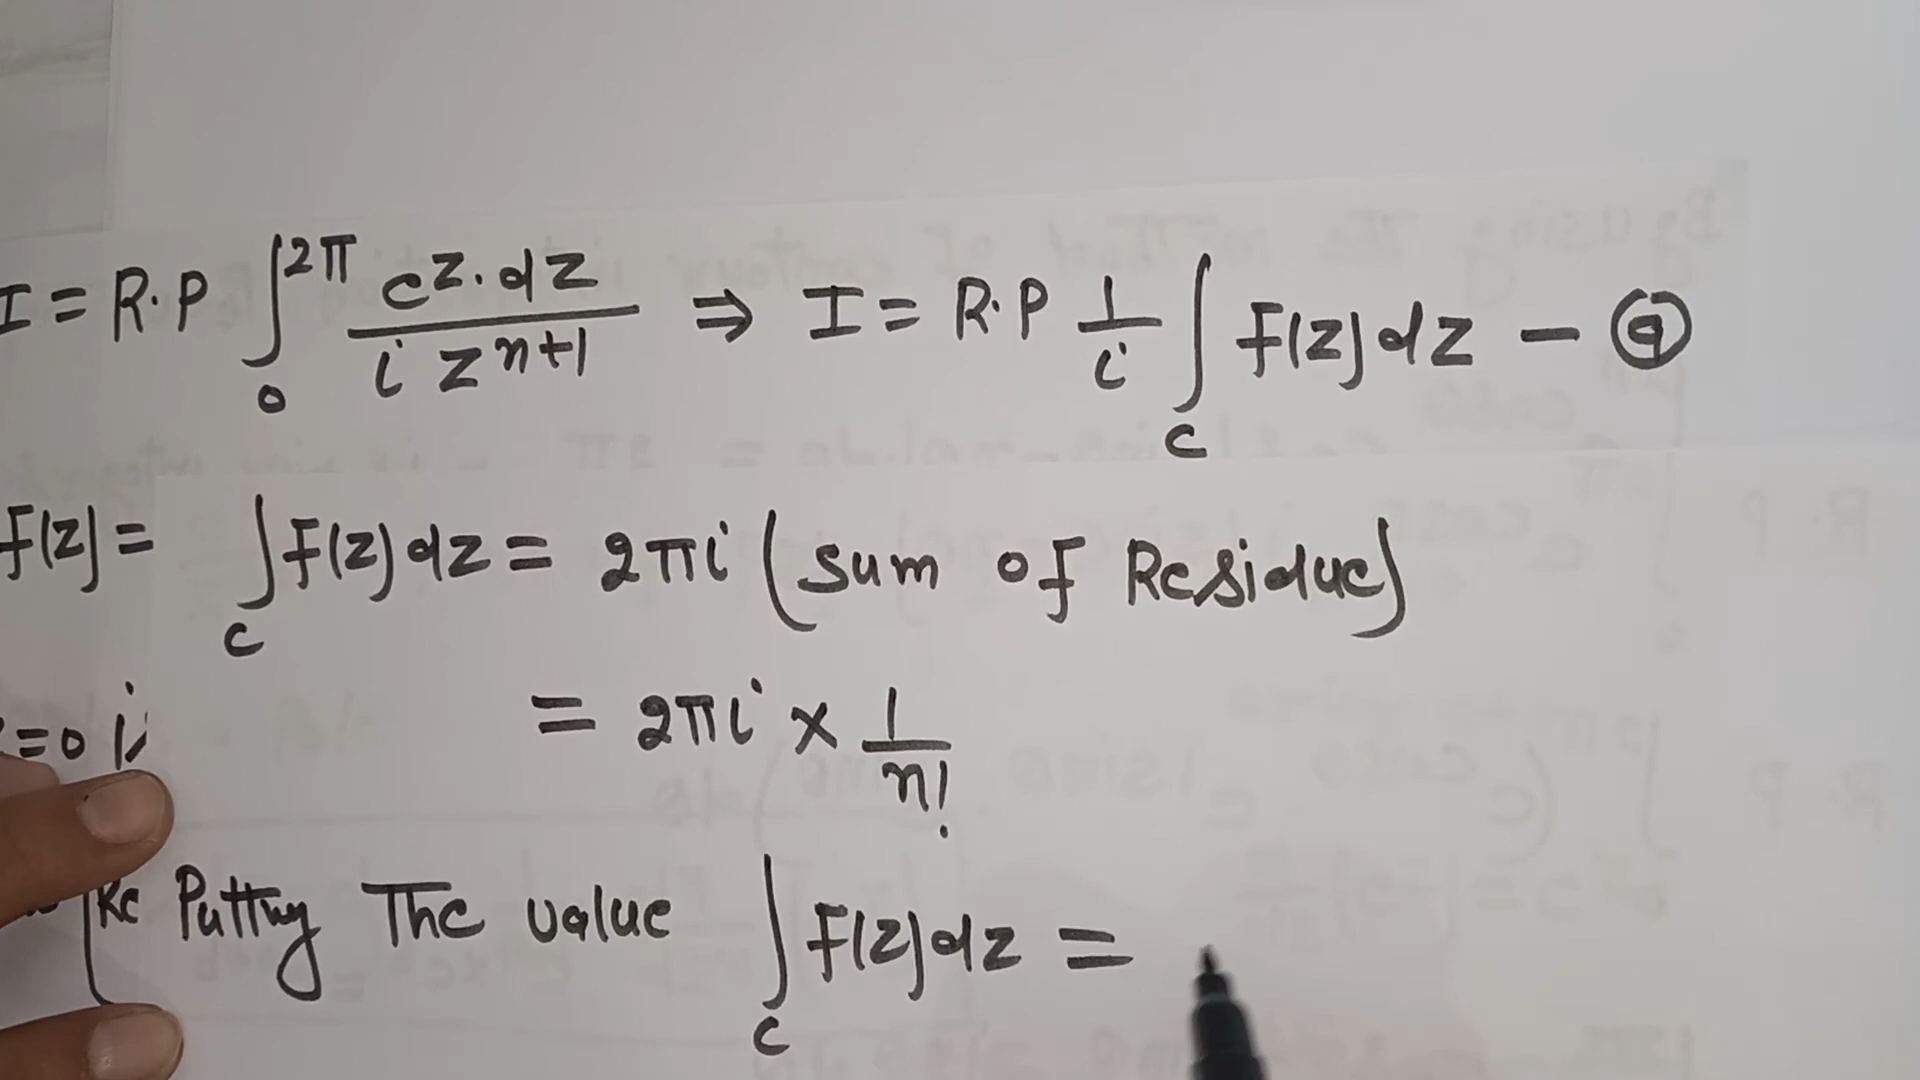 I = R.P ∫₀^2π e^z.dz / i z^n+1 ⇒ I = R.P 1/i ∫_C F(z)dz - ⓐ
F(z) = ∫_C F(z)dz = 2πi (Sum of Residue)
=0 = 2πi × 1/n!
Putting The value ∫_C F(z)dz =